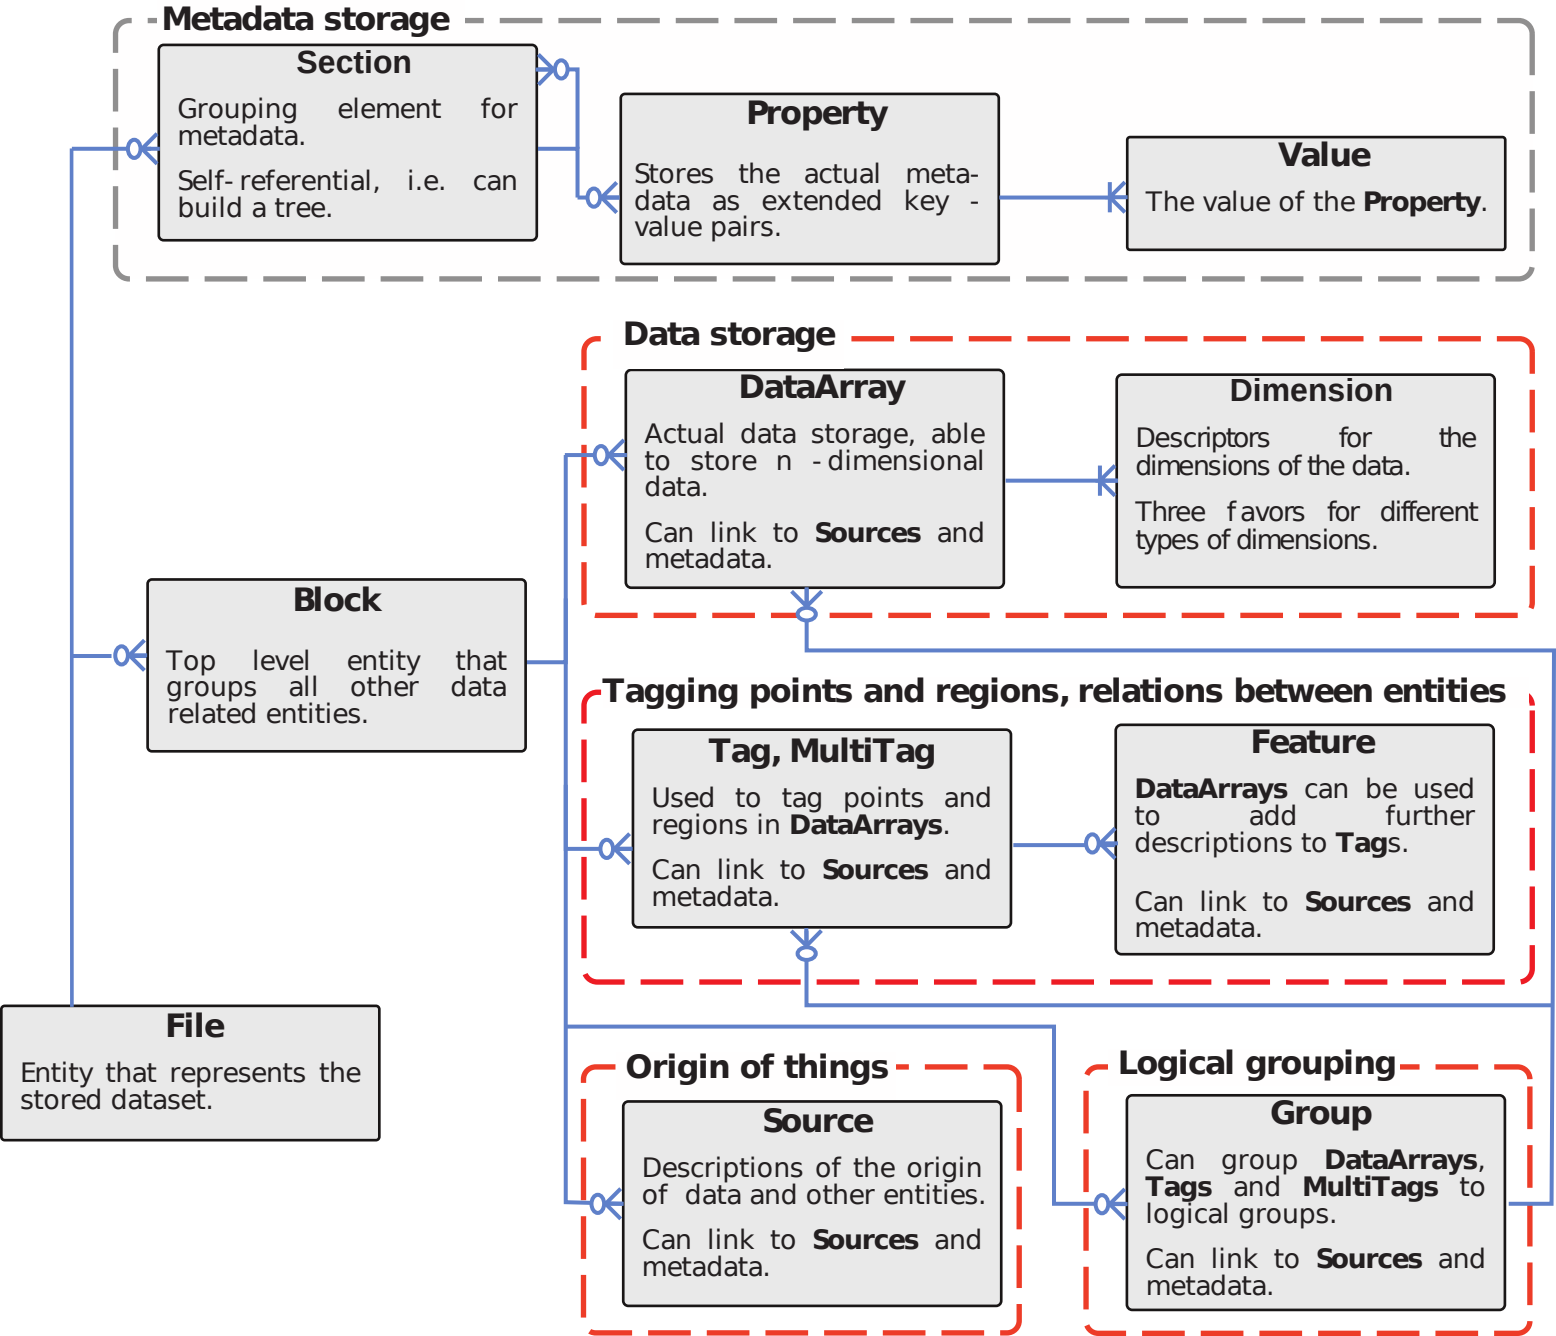 Metadata storage
Section
Grouping element for
metadata.
Self-referential, i.e. can
build a tree.
Property
Stores the actual meta-
data as extended key -
value pairs.
Value
The value of the Property.
Data storage
DataArray
Actual data storage, able
to store n -dimensional
data.
Can link to Sources and
metadata.
Dimension
Descriptors for the
dimensions of the data.
Three f avors for different
types of dimensions.
Block
Top level entity that
groups all other data
related entities.
Tagging points and regions, relations between entities
Tag, MultiTag
Used to tag points and
regions in DataArrays.
Can link to Sources and
metadata.
Feature
DataArrays can be used
to add further
descriptions to Tags.
Can link to Sources and
metadata.
File
Entity that represents the
stored dataset.
Origin of things
Source
Descriptions of the origin
of data and other entities.
Can link to Sources and
metadata.
Logical grouping
Group
Can group DataArrays,
Tags and MultiTags to
logical groups.
Can link to Sources and
metadata.